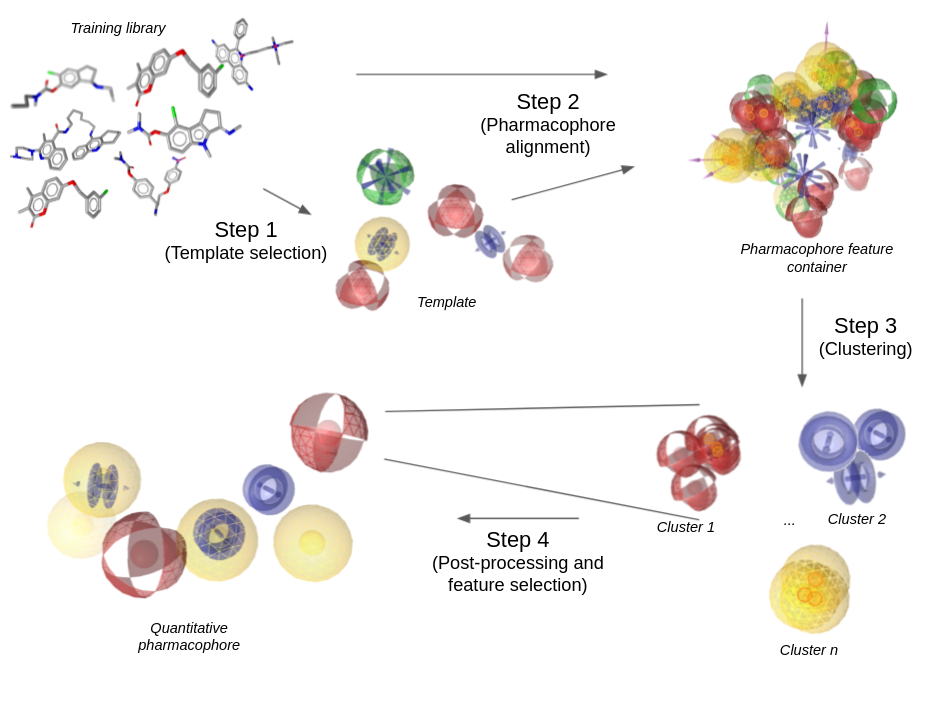 Training library
Step 1
(Template selection)
Template
Step 2
(Pharmacophore
alignment)
Pharmacophore feature
container
Step 3
(Clustering)
Cluster 1
...
Cluster 2
Cluster n
Step 4
(Post-processing and
feature selection)
Quantitative
pharmacophore